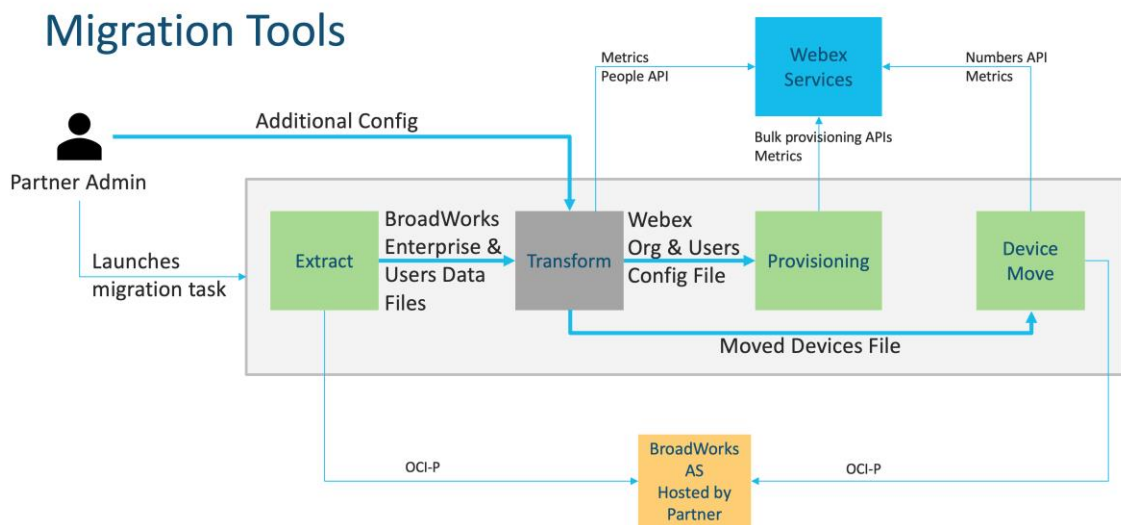 Migration Tools
Metrics
People API
Webex
Services
Numbers API
Metrics
Additional Config
Bulk provisioning APIs
Metrics
Partner Admin
Launches
migration task
Extract
BroadWorks
Enterprise &
Users Data
Files
Transform
Webex
Org & Users
Config File
Provisioning
Device
Move
Moved Devices File
OCI-P
BroadWorks
AS
Hosted by
Partner
OCI-P